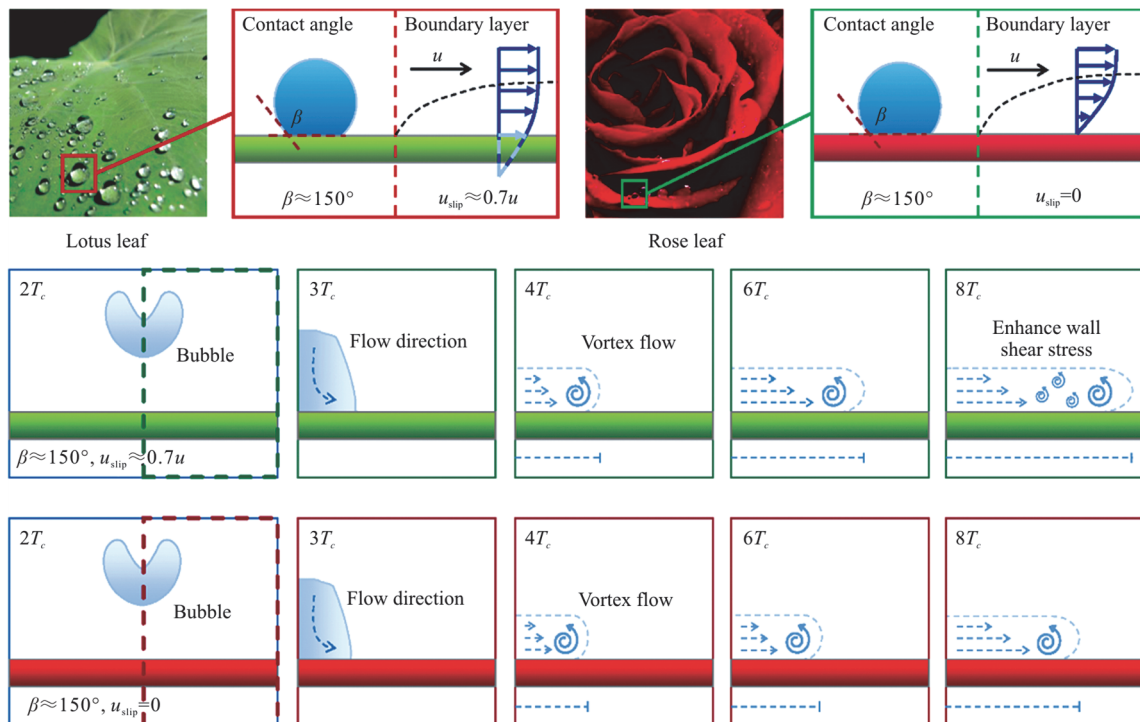 Contact angle
Boundary layer
u
β
β≈150°
u_slip≈0.7u
Lotus leaf
Contact angle
Boundary layer
u
β
β≈150°
u_slip=0
Rose leaf
2T_c
Bubble
β≈150°, u_slip≈0.7u
3T_c
Flow direction
4T_c
Vortex flow
6T_c
8T_c
Enhance wall
shear stress
2T_c
Bubble
β≈150°, u_slip=0
3T_c
Flow direction
4T_c
Vortex flow
6T_c
8T_c